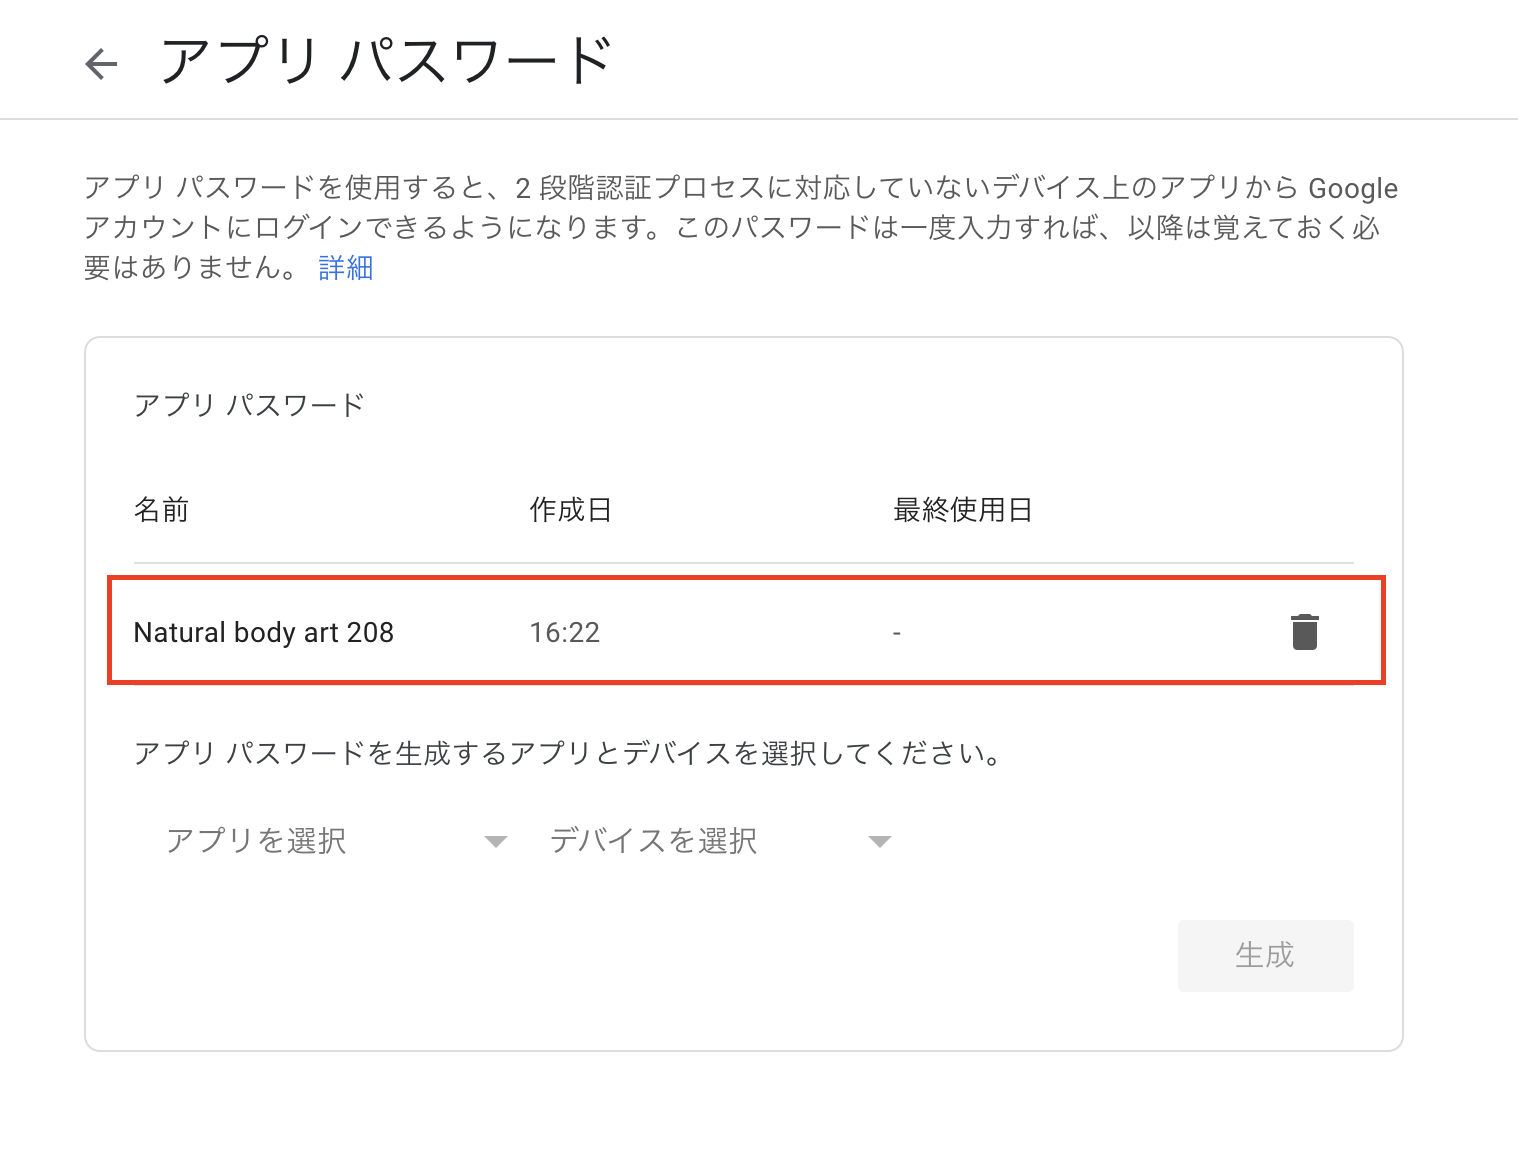 アプリ パスワード
アプリ パスワードを使用すると、2 段階認証プロセスに対応していないデバイス上のアプリから Google
アカウントにログインできるようになります。このパスワードは一度入力すれば、以降は覚えておく必
要はありません。 詳細
アプリ パスワード
名前 作成日 最終使用日
Natural body art 208 16:22 -
アプリ パスワードを生成するアプリとデバイスを選択してください。
アプリを選択 デバイスを選択
生成